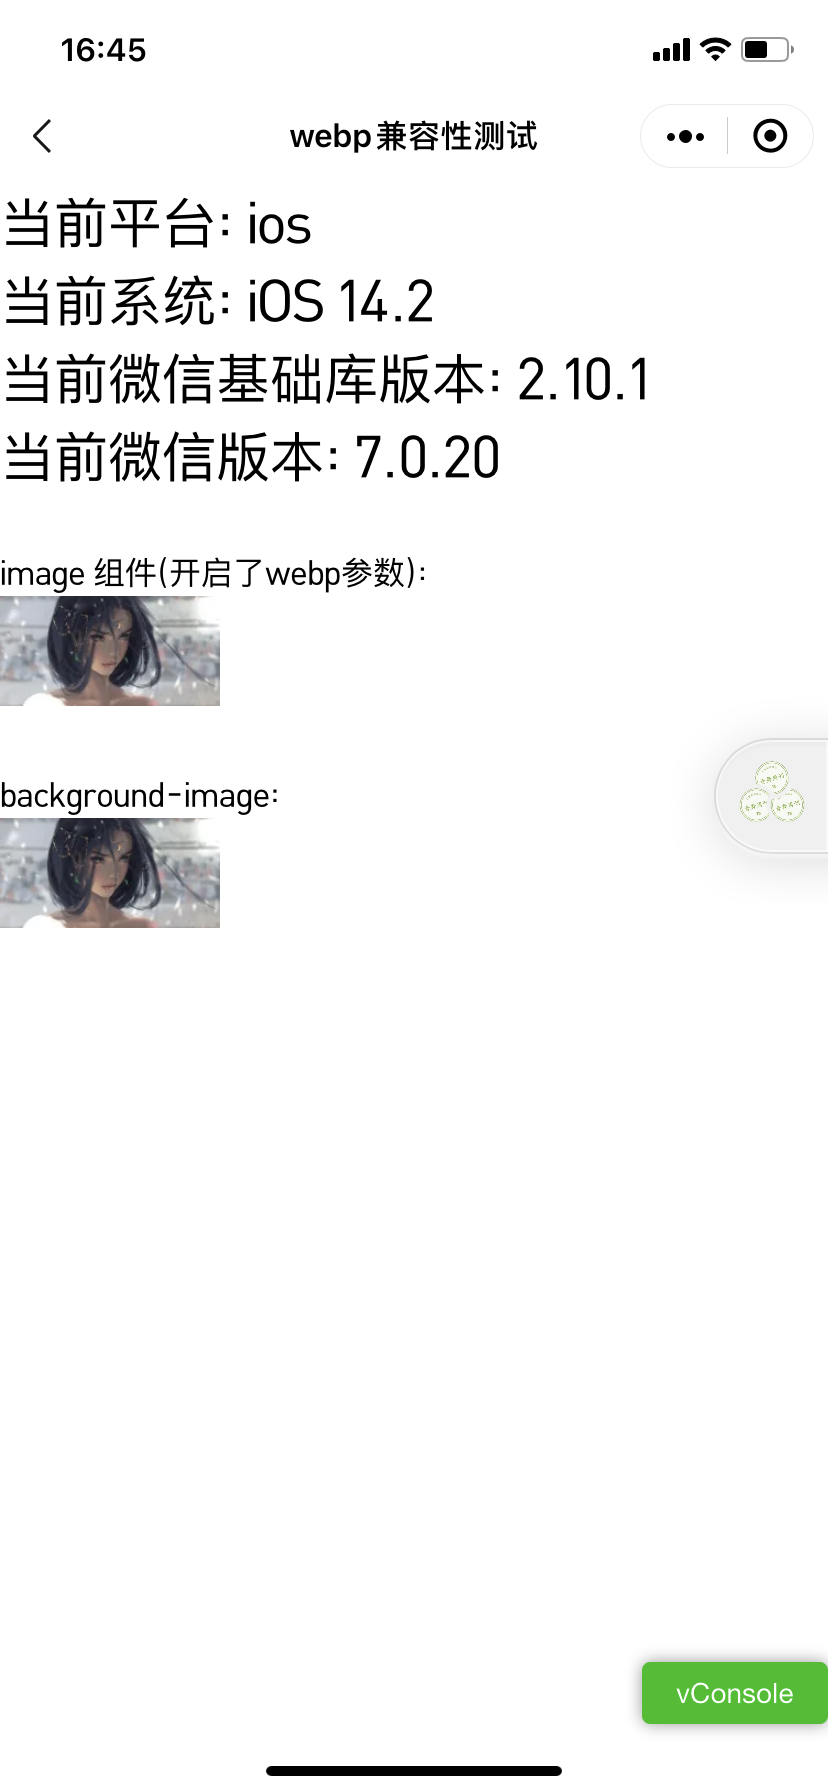 16:45
webp兼容性测试
当前平台: ios
当前系统: iOS 14.2
当前微信基础库版本: 2.10.1
当前微信版本: 7.0.20
image 组件(开启了webp参数):
background-image:
vConsole